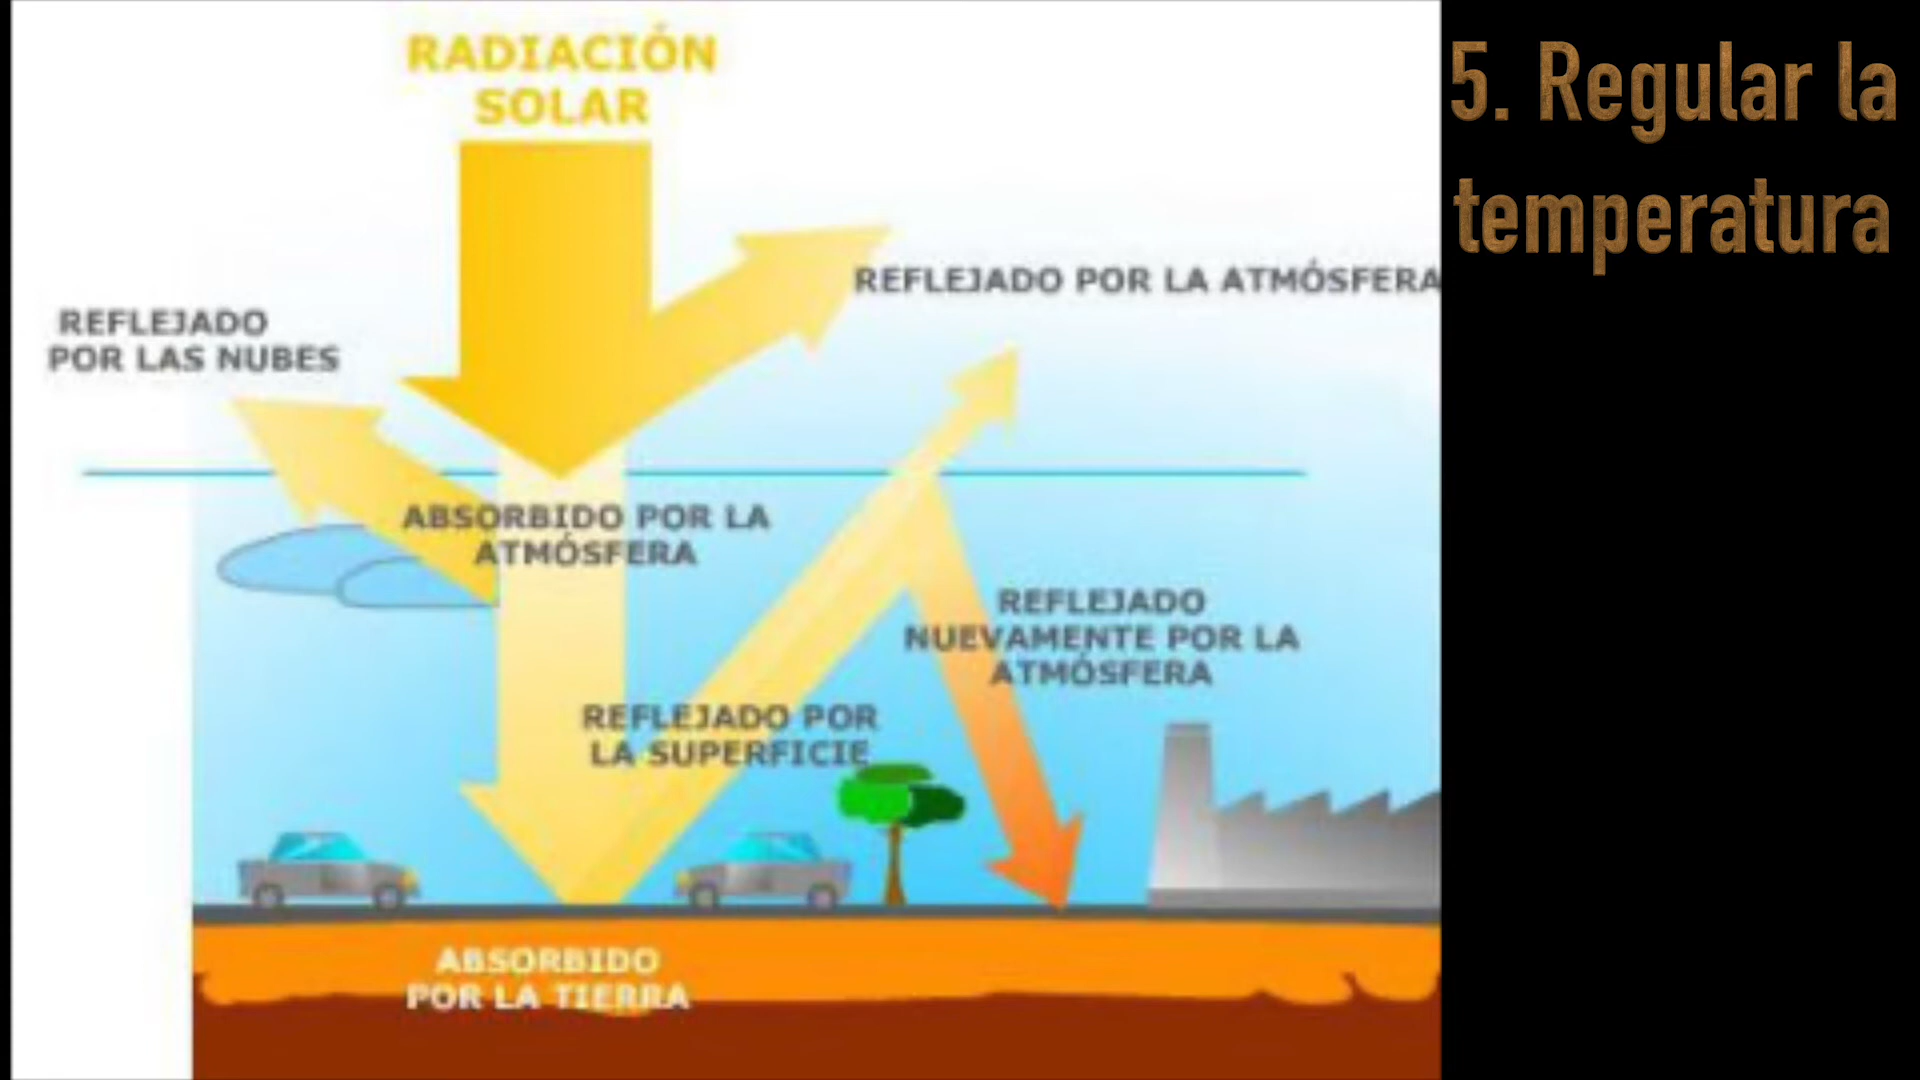 RADIACIÓN
SOLAR
REFLEJADO POR LA ATMÓSFERA
REFLEJADO
POR LAS NUBES
ABSORBIDO POR LA
ATMÓSFERA
REFLEJADO
NUEVAMENTE POR LA
ATMÓSFERA
REFLEJADO POR
LA SUPERFICIE
ABSORBIDO
POR LA TIERRA
5. Regular la
temperatura